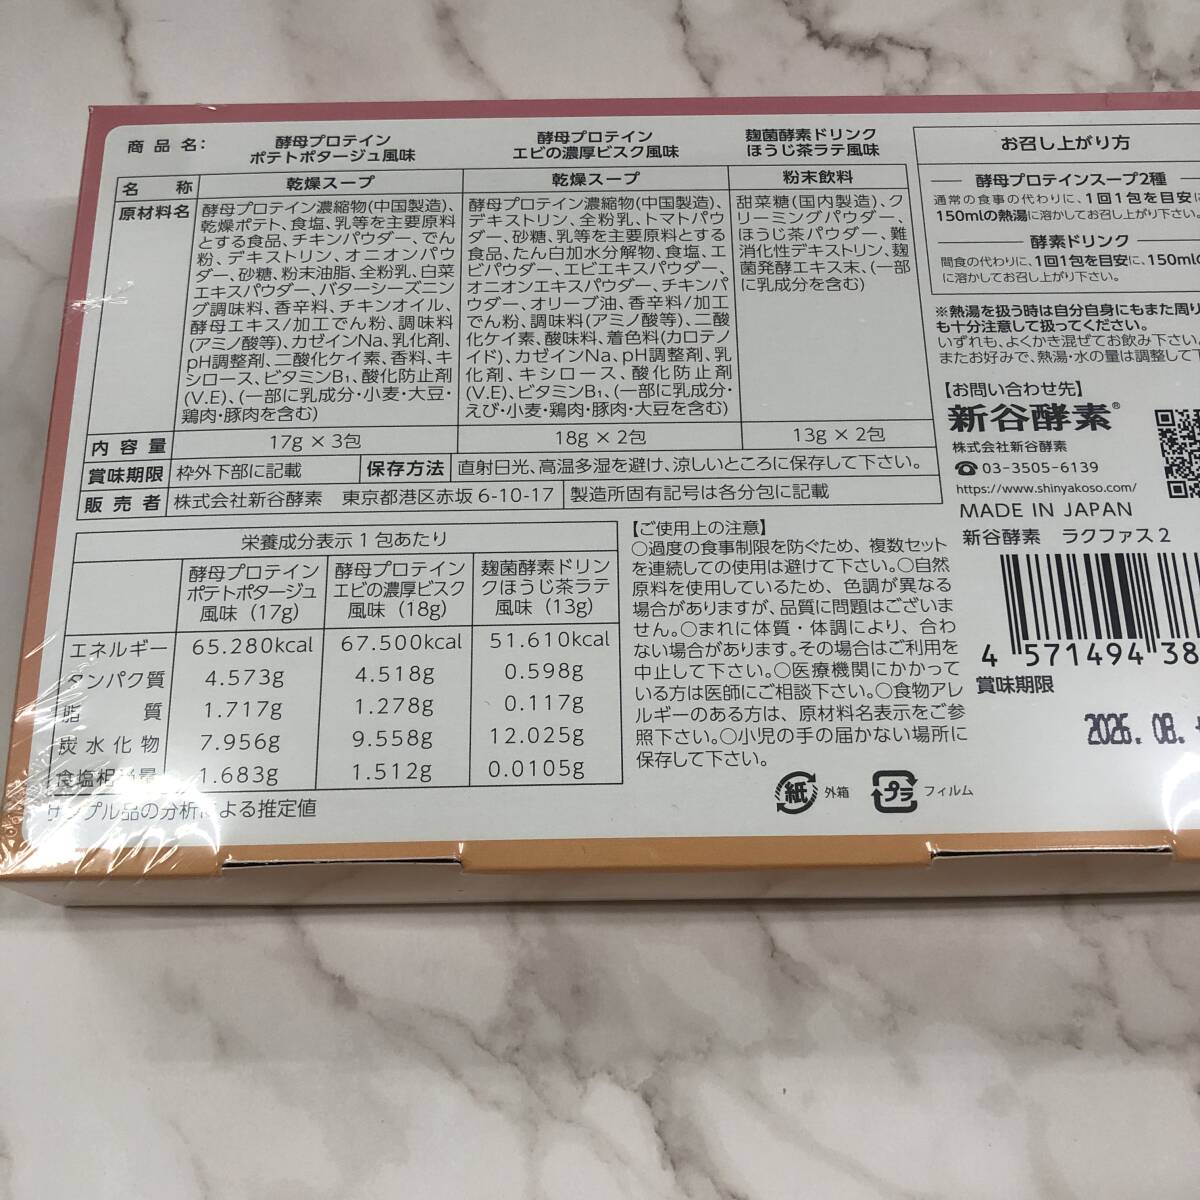 商品名：
酵母プロテイン
ポテトポタージュ風味
酵母プロテイン
エビの濃厚ビスク風味
麹菌酵素ドリンク
ほうじ茶ラテ風味
名　称
乾燥スープ
乾燥スープ
粉末飲料
原材料名
酵母プロテイン濃縮物(中国製造)、
乾燥ポテト、食塩、乳等を主要原料
とする食品、チキンパウダー、でん
粉、デキストリン、オニオンパウ
ダー、砂糖、粉末油脂、全粉乳、白菜
エキスパウダー、バターシーズニン
グ調味料、香辛料、チキンオイル、
酵母エキス/加工でん粉、調味料
(アミノ酸等)、カゼインNa、乳化剤、
pH調整剤、二酸化ケイ素、香料、キ
シロース、ビタミンB₁、酸化防止剤
(V.E)、(一部に乳成分・小麦・大豆・
鶏肉・豚肉を含む)
酵母プロテイン濃縮物(中国製造)、
デキストリン、全粉乳、トマトパウ
ダー、砂糖、乳等を主要原料とする
食品、たん白加水分解物、食塩、エ
ビパウダー、エビエキスパウダー、
オニオンエキスパウダー、チキンパ
ウダー、オリーブ油、香辛料/加工
でん粉、調味料(アミノ酸等)、二酸
化ケイ素、酸味料、着色料(カロテノ
イド)、カゼインNa、pH調整剤、乳
化剤、キシロース、酸化防止剤
(V.E)、ビタミンB₁、(一部に乳成分・
えび・小麦・鶏肉・豚肉・大豆を含む)
甜菜糖(国内製造)、ク
リーミングパウダー、
ほうじ茶パウダー、難
消化性デキストリン、麹
菌発酵エキス末、(一部
に乳成分を含む)
内容量
17g × 3包
18g × 2包
13g × 2包
賞味期限
枠外下部に記載
保存方法
直射日光、高温多湿を避け、涼しいところに保存して下さい。
販売者
株式会社新谷酵素　東京都港区赤坂 6-10-17
製造所固有記号は各分包に記載
栄養成分表示 1 包あたり
酵母プロテイン
ポテトポタージュ
風味（17g）
酵母プロテイン
エビの濃厚ビスク
風味（18g）
麹菌酵素ドリン
クほうじ茶ラテ
風味（13g）
エネルギー 65.280kcal 67.500kcal 51.610kcal
タンパク質 4.573g 4.518g 0.598g
脂質 1.717g 1.278g 0.117g
炭水化物 7.956g 9.558g 12.025g
食塩相当量 1.683g 1.512g 0.0105g
サンプル品の分析による推定値
【ご使用上の注意】
○過度の食事制限を防ぐため、複数セット
を連続しての使用は避けて下さい。○自然
原料を使用しているため、色調が異なる
場合がありますが、品質に問題はございま
せん。○まれに体質・体調により、合わ
ない場合があります。その場合はご利用を
中止して下さい。○医療機関にかかって
いる方は医師にご相談下さい。○食物アレ
ルギーのある方は、原材料名表示をご参
照下さい。○小児の手の届かない場所に
保存して下さい。
紙 外箱
プラ フィルム
お召し上がり方
酵母プロテインスープ2種
通常の食事の代わりに、1回1包を目安に
150mlの熱湯に溶かしてお召し上がり下さい。
酵素ドリンク
間食の代わりに、1回1包を目安に、150mlの
に溶かしてお召し上がり下さい。
※熱湯を扱う時は自分自身にもまた周り
も十分注意して扱ってください。
いずれも、よくかき混ぜてお飲み下さい。
またお好みで、熱湯・水の量は調整して下
【お問い合わせ先】
新谷酵素®
株式会社新谷酵素
☎ 03-3505-6139
https://www.shinyakoso.com/
MADE IN JAPAN
新谷酵素　ラクファス 2
4 571494 38
賞味期限
2026.08.